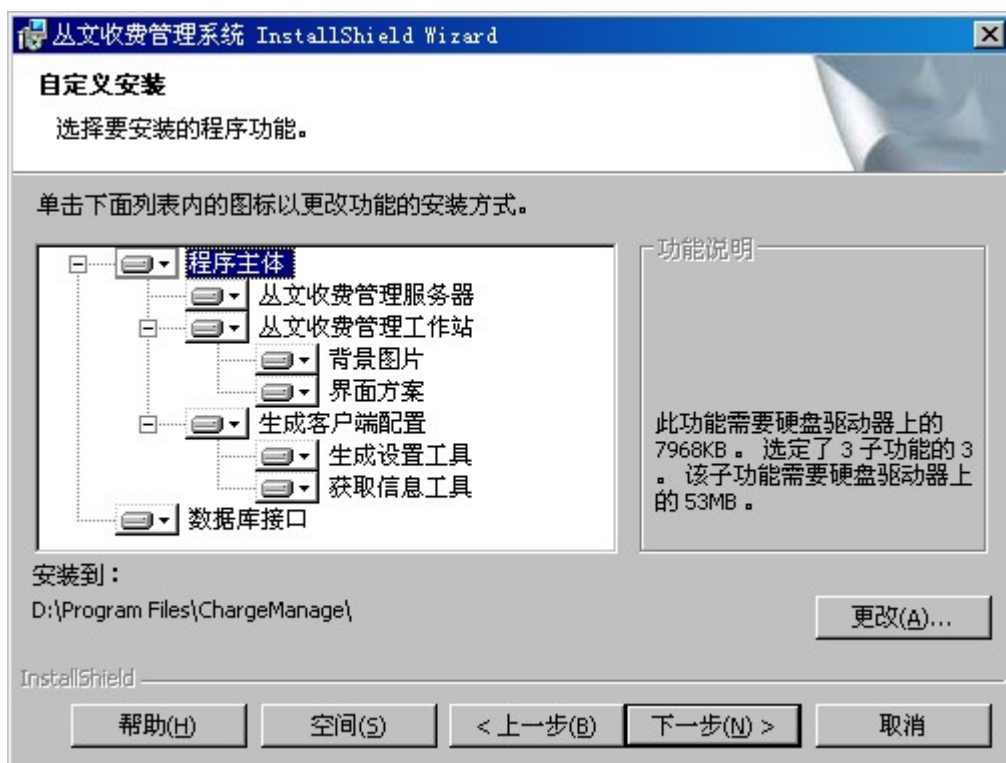 丛文收费管理系统 InstallShield Wizard
自定义安装
选择要安装的程序功能。
单击下面列表内的图标以更改功能的安装方式。
程序主体
丛文收费管理服务器
丛文收费管理工作站
背景图片
界面方案
生成客户端配置
生成设置工具
获取信息工具
数据库接口
功能说明
此功能需要硬盘驱动器上的
7968KB 。 选定了 3 子功能的 3
。 该子功能需要硬盘驱动器上
的 53MB 。
安装到：
D:\Program Files\ChargeManage\
更改(A)...
InstallShield
帮助(H) 空间(S) < 上一步(B) 下一步(N) > 取消